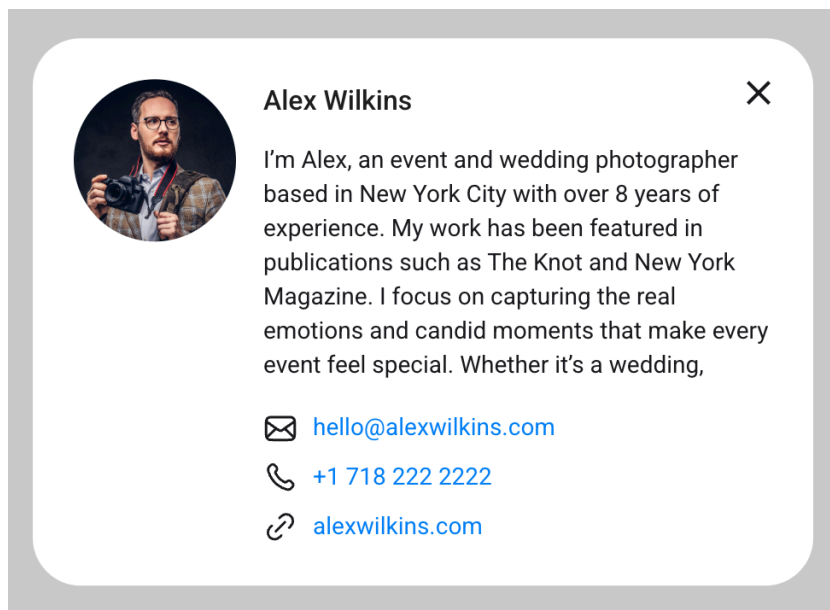 Alex Wilkins
I’m Alex, an event and wedding photographer
based in New York City with over 8 years of
experience. My work has been featured in
publications such as The Knot and New York
Magazine. I focus on capturing the real
emotions and candid moments that make every
event feel special. Whether it’s a wedding,
hello@alexwilkins.com
+1 718 222 2222
alexwilkins.com